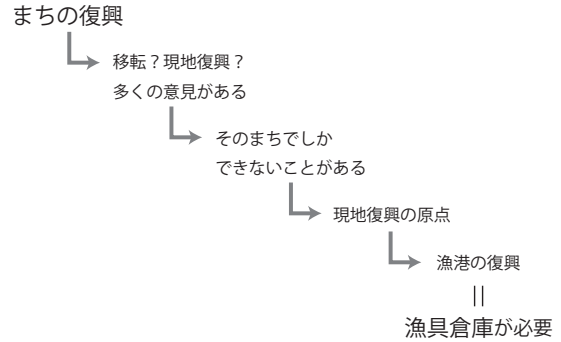 まちの復興
移転？現地復興？
多くの意見がある
そのまちでしか
できないことがある
現地復興の原点
漁港の復興
||
漁具倉庫が必要